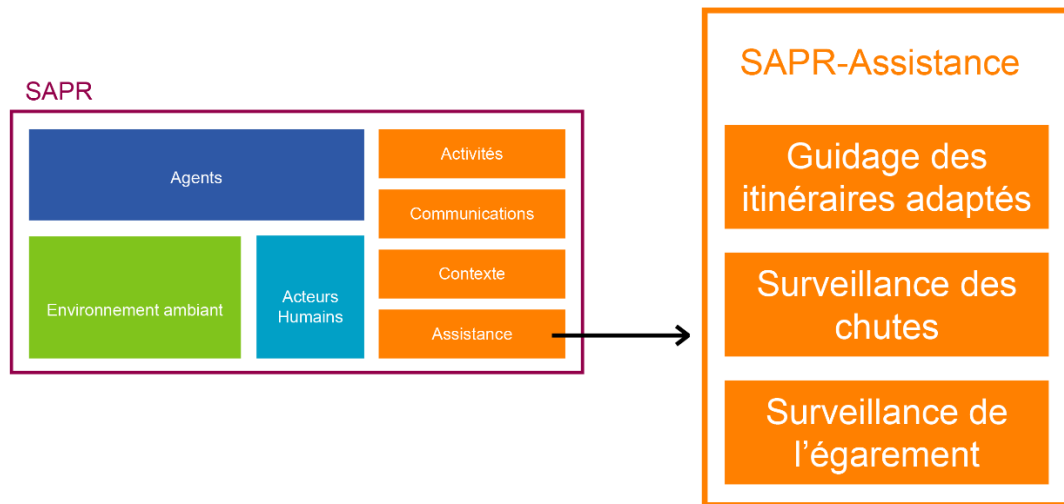 SAPR
Agents
Environnement ambiant
Acteurs
Humains
Activités
Communications
Contexte
Assistance
SAPR-Assistance
Guidage des
itinéraires adaptés
Surveillance des
chutes
Surveillance de
l'égarement